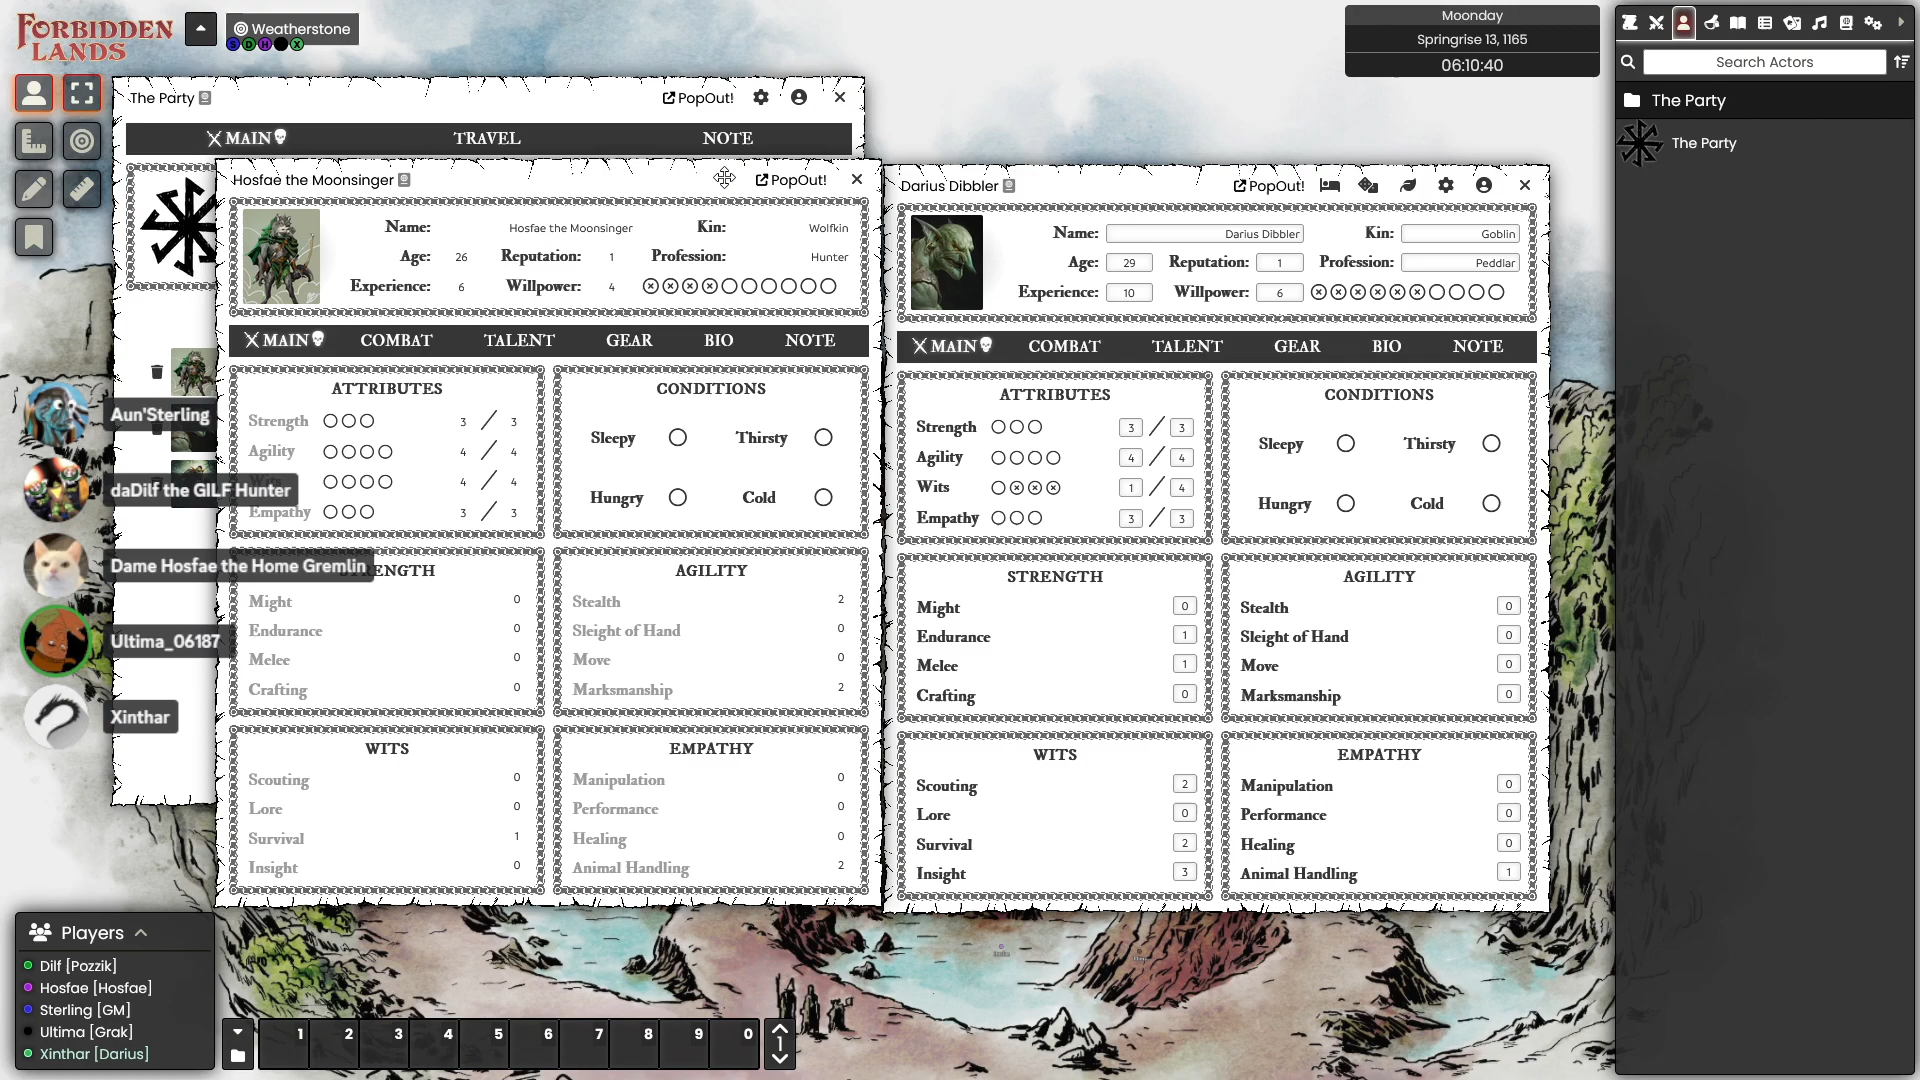 FORBIDDEN LANDS
Weatherstone
S D H X
Moonday
Springrise 13, 1165
06:10:40
Search Actors
The Party
The Party
The Party
PopOut!
MAIN TRAVEL NOTE
Hosfae the Moonsinger
PopOut!
Name: Hosfae the Moonsinger Kin: Wolfkin
Age: 26 Reputation: 1 Profession: Hunter
Experience: 6 Willpower: 4
MAIN COMBAT TALENT GEAR BIO NOTE
ATTRIBUTES
Strength 3 / 3
Agility 4 / 4
Wits 4 / 4
Empathy 3 / 3
CONDITIONS
Sleepy Thirsty
Hungry Cold
STRENGTH
Might 0
Endurance 0
Melee 0
Crafting 0
AGILITY
Stealth 2
Sleight of Hand 0
Move 0
Marksmanship 2
WITS
Scouting 0
Lore 0
Survival 1
Insight 0
EMPATHY
Manipulation 0
Performance 0
Healing 0
Animal Handling 2
Darius Dibbler
PopOut!
Name: Darius Dibbler Kin: Goblin
Age: 29 Reputation: 1 Profession: Peddlar
Experience: 10 Willpower: 6
MAIN COMBAT TALENT GEAR BIO NOTE
ATTRIBUTES
Strength 3 / 3
Agility 4 / 4
Wits 1 / 4
Empathy 3 / 3
CONDITIONS
Sleepy Thirsty
Hungry Cold
STRENGTH
Might 0
Endurance 1
Melee 1
Crafting 0
AGILITY
Stealth 0
Sleight of Hand 0
Move 0
Marksmanship 0
WITS
Scouting 2
Lore 0
Survival 2
Insight 3
EMPATHY
Manipulation 0
Performance 0
Healing 0
Animal Handling 1
Aun'Sterling
daDilf the GILF Hunter
Dame Hosfae the Home Gremlin
Ultima_06187
Xinthar
Players
Dilf [Pozzik]
Hosfae [Hosfae]
Sterling [GM]
Ultima [Grak]
Xinthar [Darius]
1 2 3 4 5 6 7 8 9 0
1